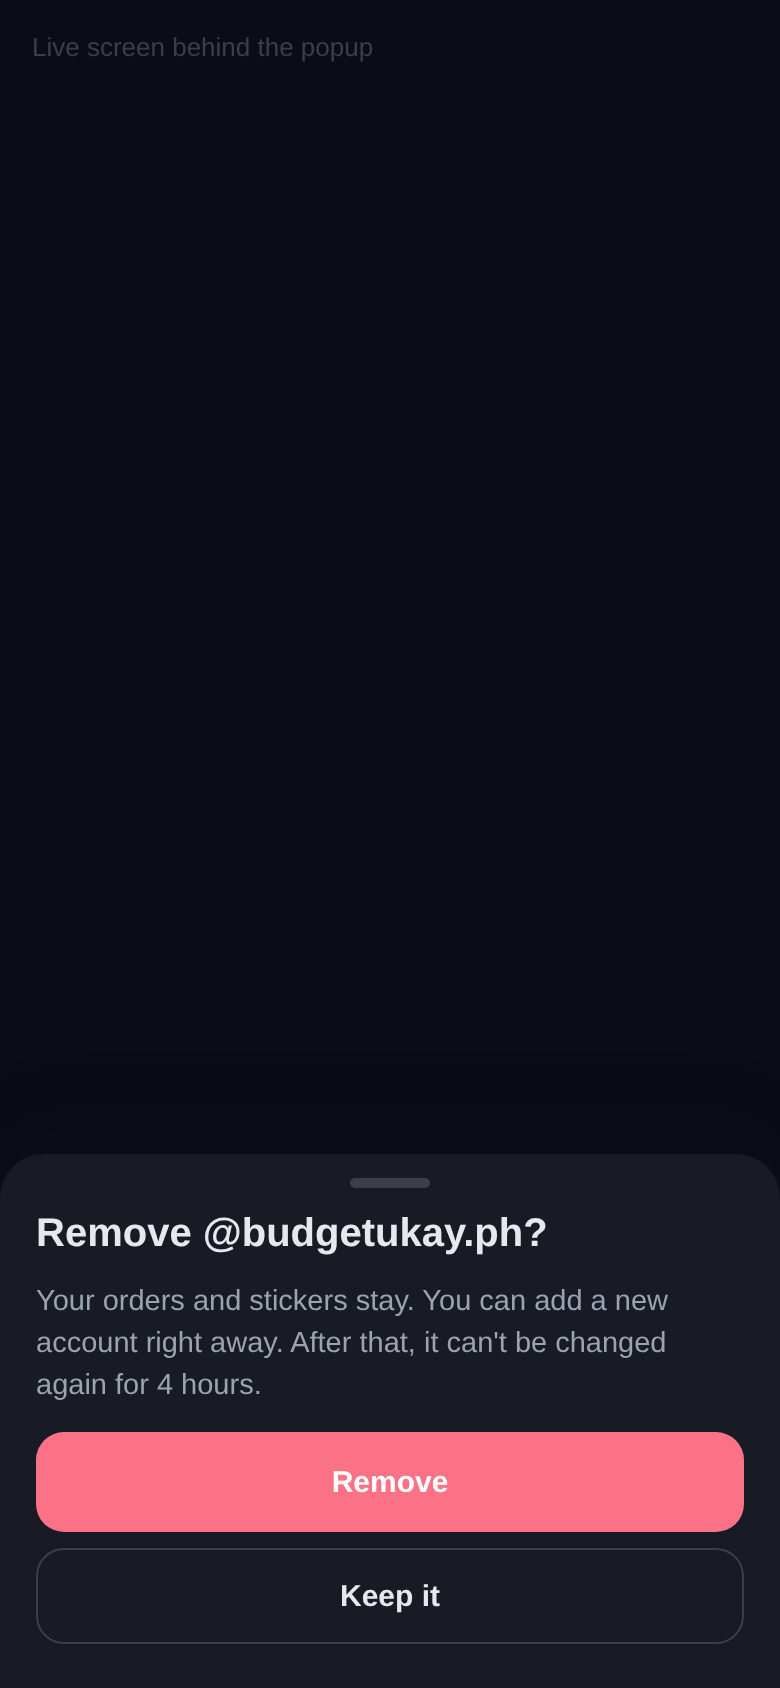 Live screen behind the popup
Remove @budgetukay.ph?
Your orders and stickers stay. You can add a new
account right away. After that, it can't be changed
again for 4 hours.
Remove
Keep it